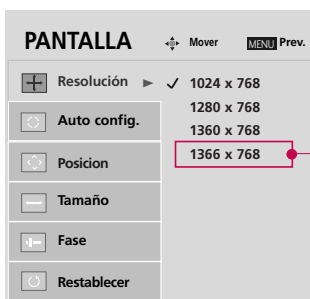 PANTALLA Mover MENU Prev.
Resolución ✓ 1024 x 768
1280 x 768
1360 x 768
1366 x 768
Auto config.
Posicion
Tamaño
Fase
Restablecer